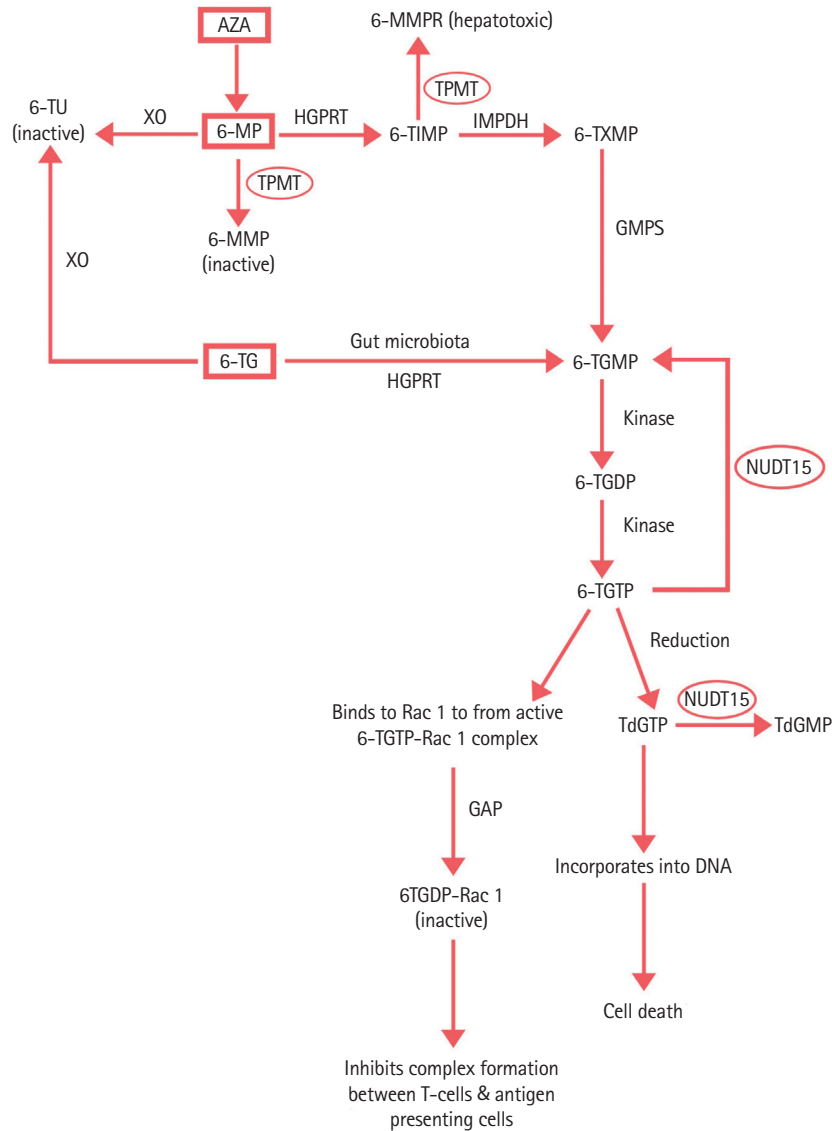 AZA
6-MMPR (hepatotoxic)
TPMT
6-TU
(inactive)
XO
6-MP
HGPRT
6-TIMP
IMPDH
6-TXMP
TPMT
6-MMP
(inactive)
GMPS
XO
6-TG
Gut microbiota
HGPRT
6-TGMP
Kinase
NUDT15
6-TGDP
Kinase
6-TGTP
Reduction
Binds to Rac 1 to from active
6-TGTP-Rac 1 complex
NUDT15
TdGTP
TdGMP
GAP
Incorporates into DNA
6TGDP-Rac 1
(inactive)
Cell death
Inhibits complex formation
between T-cells & antigen
presenting cells